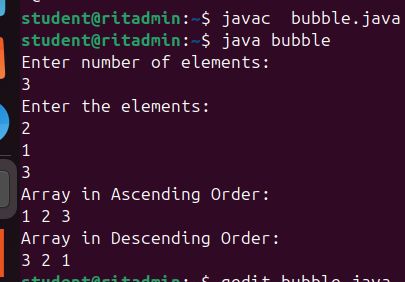 student@ritadmin:~$ javac  bubble.java
student@ritadmin:~$ java bubble
Enter number of elements:
3
Enter the elements:
2
1
3
Array in Ascending Order:
1 2 3
Array in Descending Order:
3 2 1
student@ritadmin:~$ gedit bubble.java